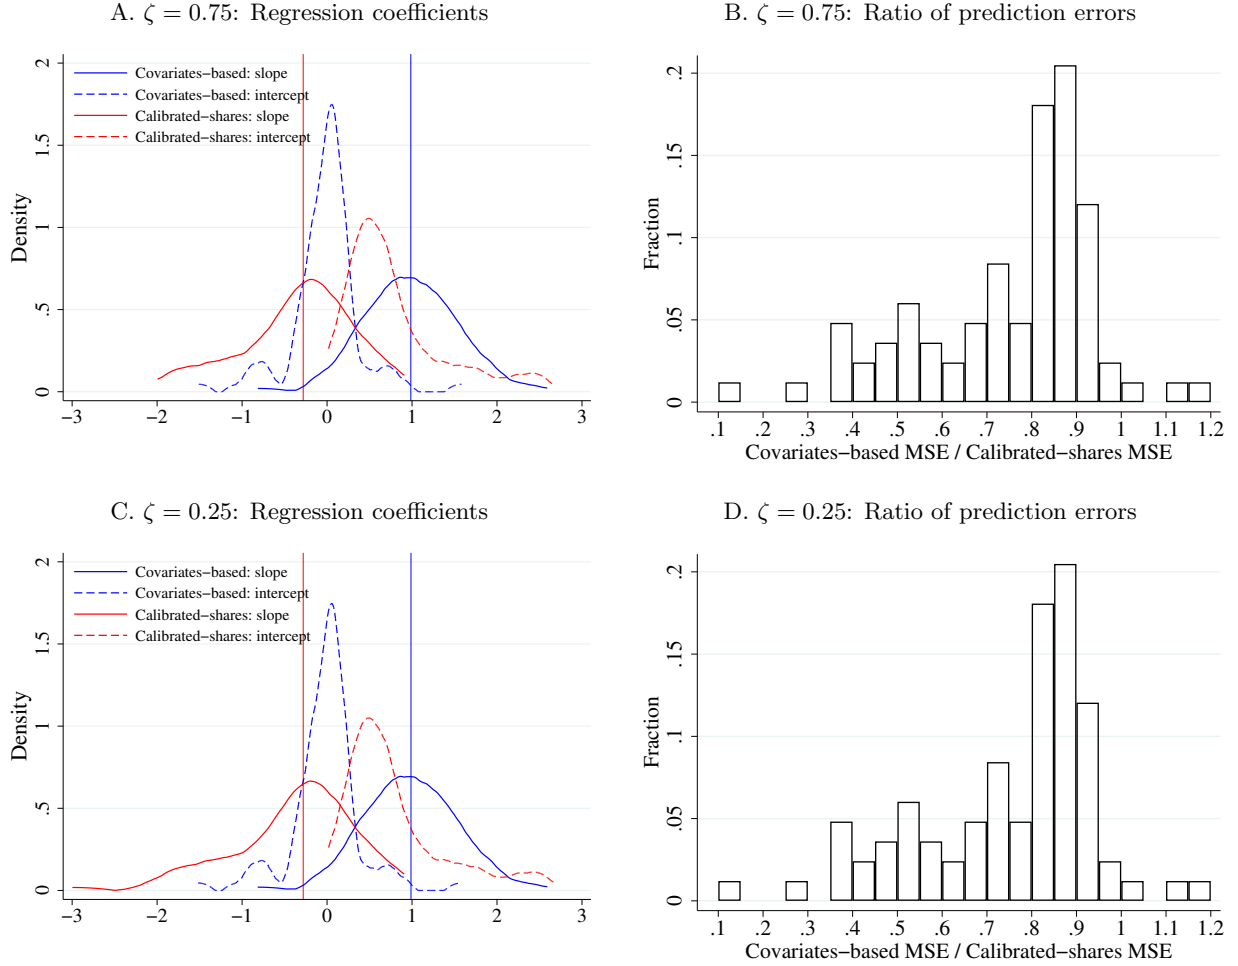 A. ζ = 0.75: Regression coefficients
2
1.5
1
.5
0
Density
Covariates−based: slope
Covariates−based: intercept
Calibrated−shares: slope
Calibrated−shares: intercept
−3 −2 −1 0 1 2 3
B. ζ = 0.75: Ratio of prediction errors
.2
.15
.1
.05
0
Fraction
.1 .2 .3 .4 .5 .6 .7 .8 .9 1 1.1 1.2
Covariates−based MSE / Calibrated−shares MSE
C. ζ = 0.25: Regression coefficients
2
1.5
1
.5
0
Density
Covariates−based: slope
Covariates−based: intercept
Calibrated−shares: slope
Calibrated−shares: intercept
−3 −2 −1 0 1 2 3
D. ζ = 0.25: Ratio of prediction errors
.2
.15
.1
.05
0
Fraction
.1 .2 .3 .4 .5 .6 .7 .8 .9 1 1.1 1.2
Covariates−based MSE / Calibrated−shares MSE